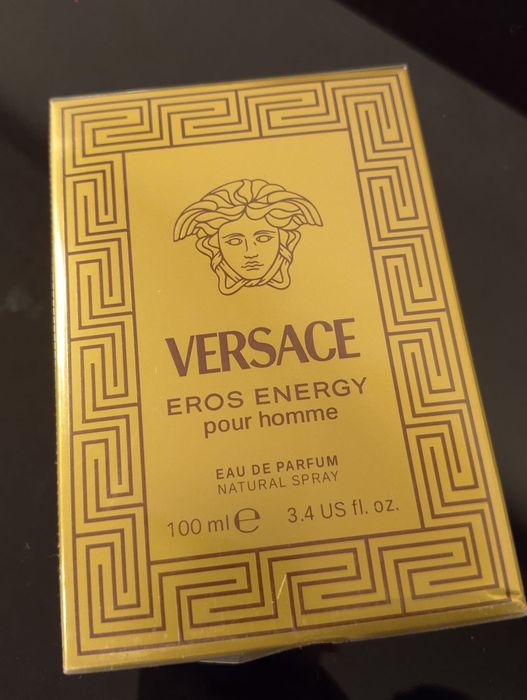 VERSACE
EROS ENERGY
pour homme
EAU DE PARFUM
NATURAL SPRAY
100 ml ℮ 3.4 US fl. oz.